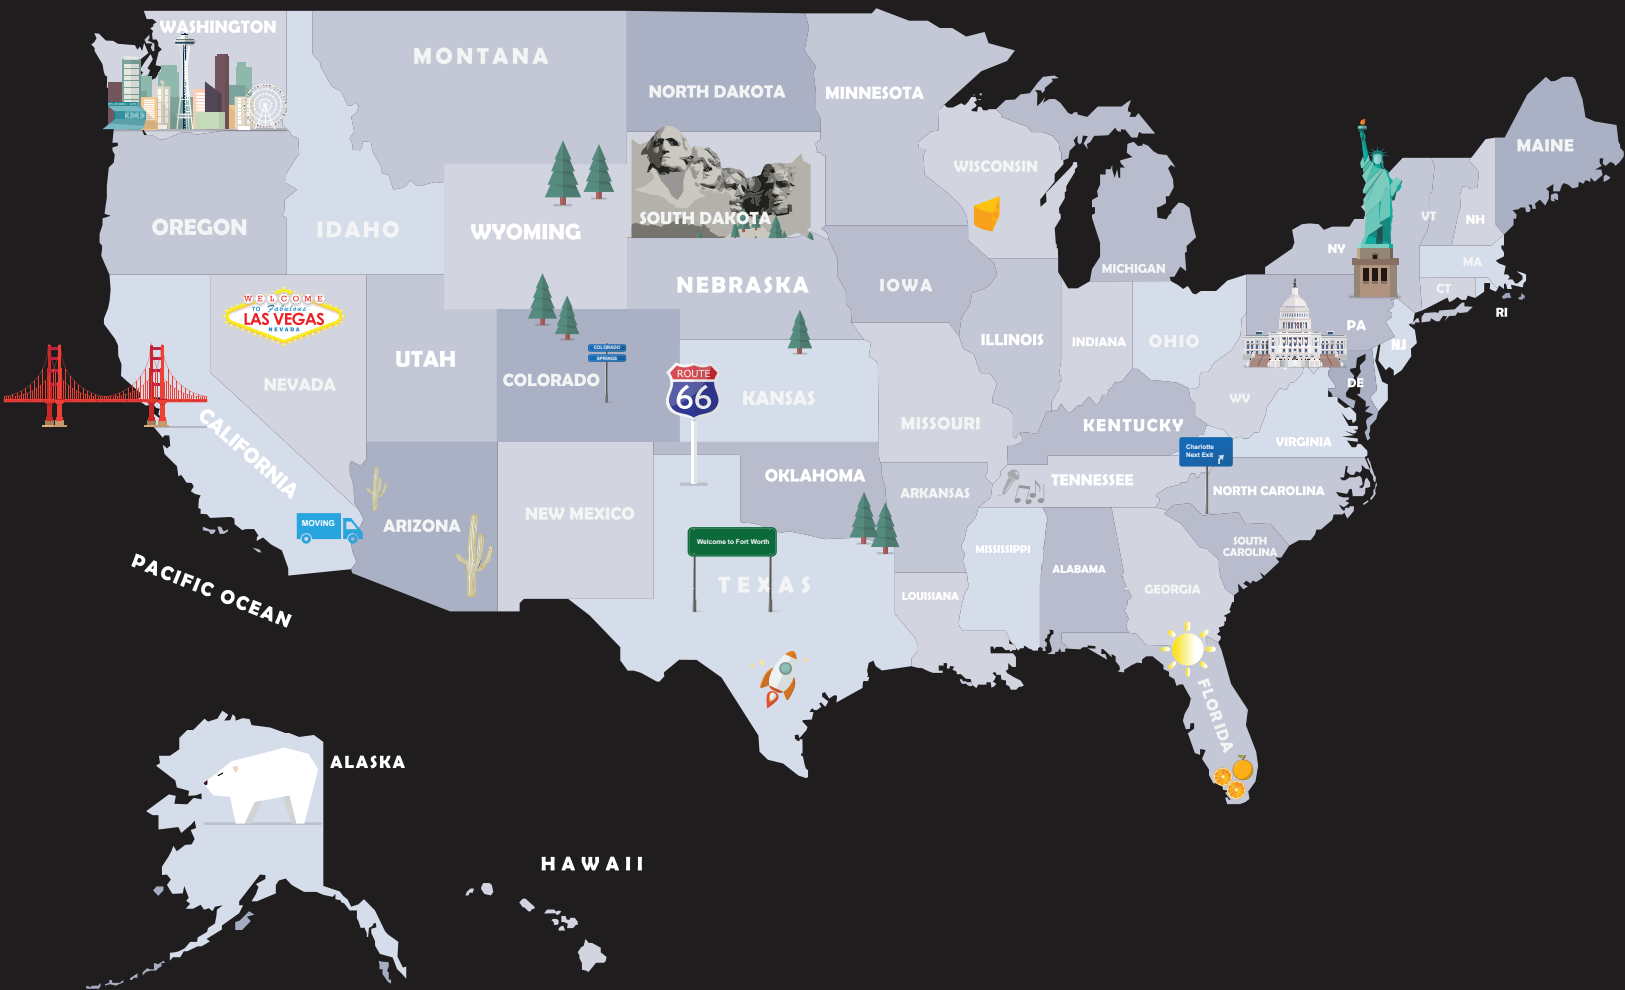 WASHINGTON
MONTANA
NORTH DAKOTA
MINNESOTA
MAINE
WISCONSIN
SOUTH DAKOTA
OREGON
IDAHO
WYOMING
VT
NH
NY
MA
MICHIGAN
NEBRASKA
IOWA
CT
WELCOME
TO Fabulous
LAS VEGAS
NEVADA
RI
PA
NJ
ILLINOIS
INDIANA
OHIO
UTAH
COLORADO
SPRINGS
COLORADO
ROUTE
66
NEVADA
DE
KANSAS
WV
CALIFORNIA
MISSOURI
KENTUCKY
VIRGINIA
Charlotte
Next Exit
OKLAHOMA
TENNESSEE
ARKANSAS
NORTH CAROLINA
NEW MEXICO
MOVING
ARIZONA
Welcome to Fort Worth
SOUTH
CAROLINA
MISSISSIPPI
ALABAMA
PACIFIC OCEAN
TEXAS
LOUISIANA
GEORGIA
FLORIDA
ALASKA
HAWAII